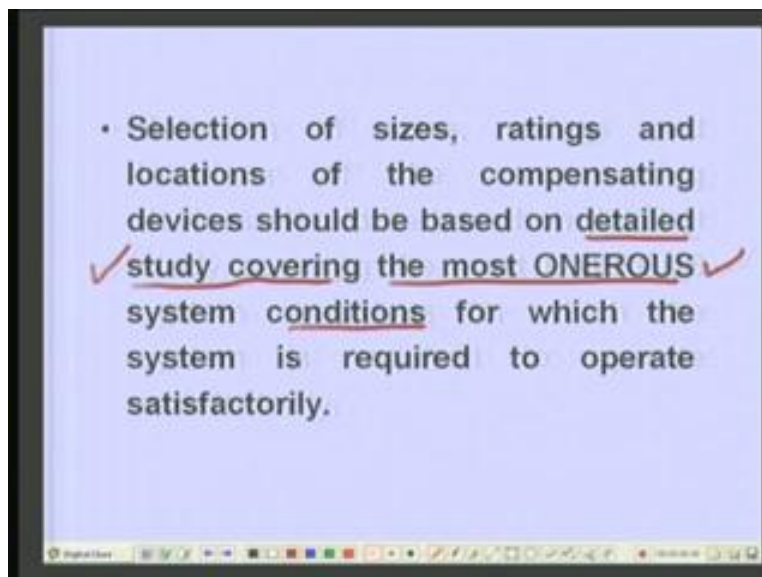 • Selection of sizes, ratings and
locations of the compensating
devices should be based on detailed
study covering the most ONEROUS
system conditions for which the
system is required to operate
satisfactorily.